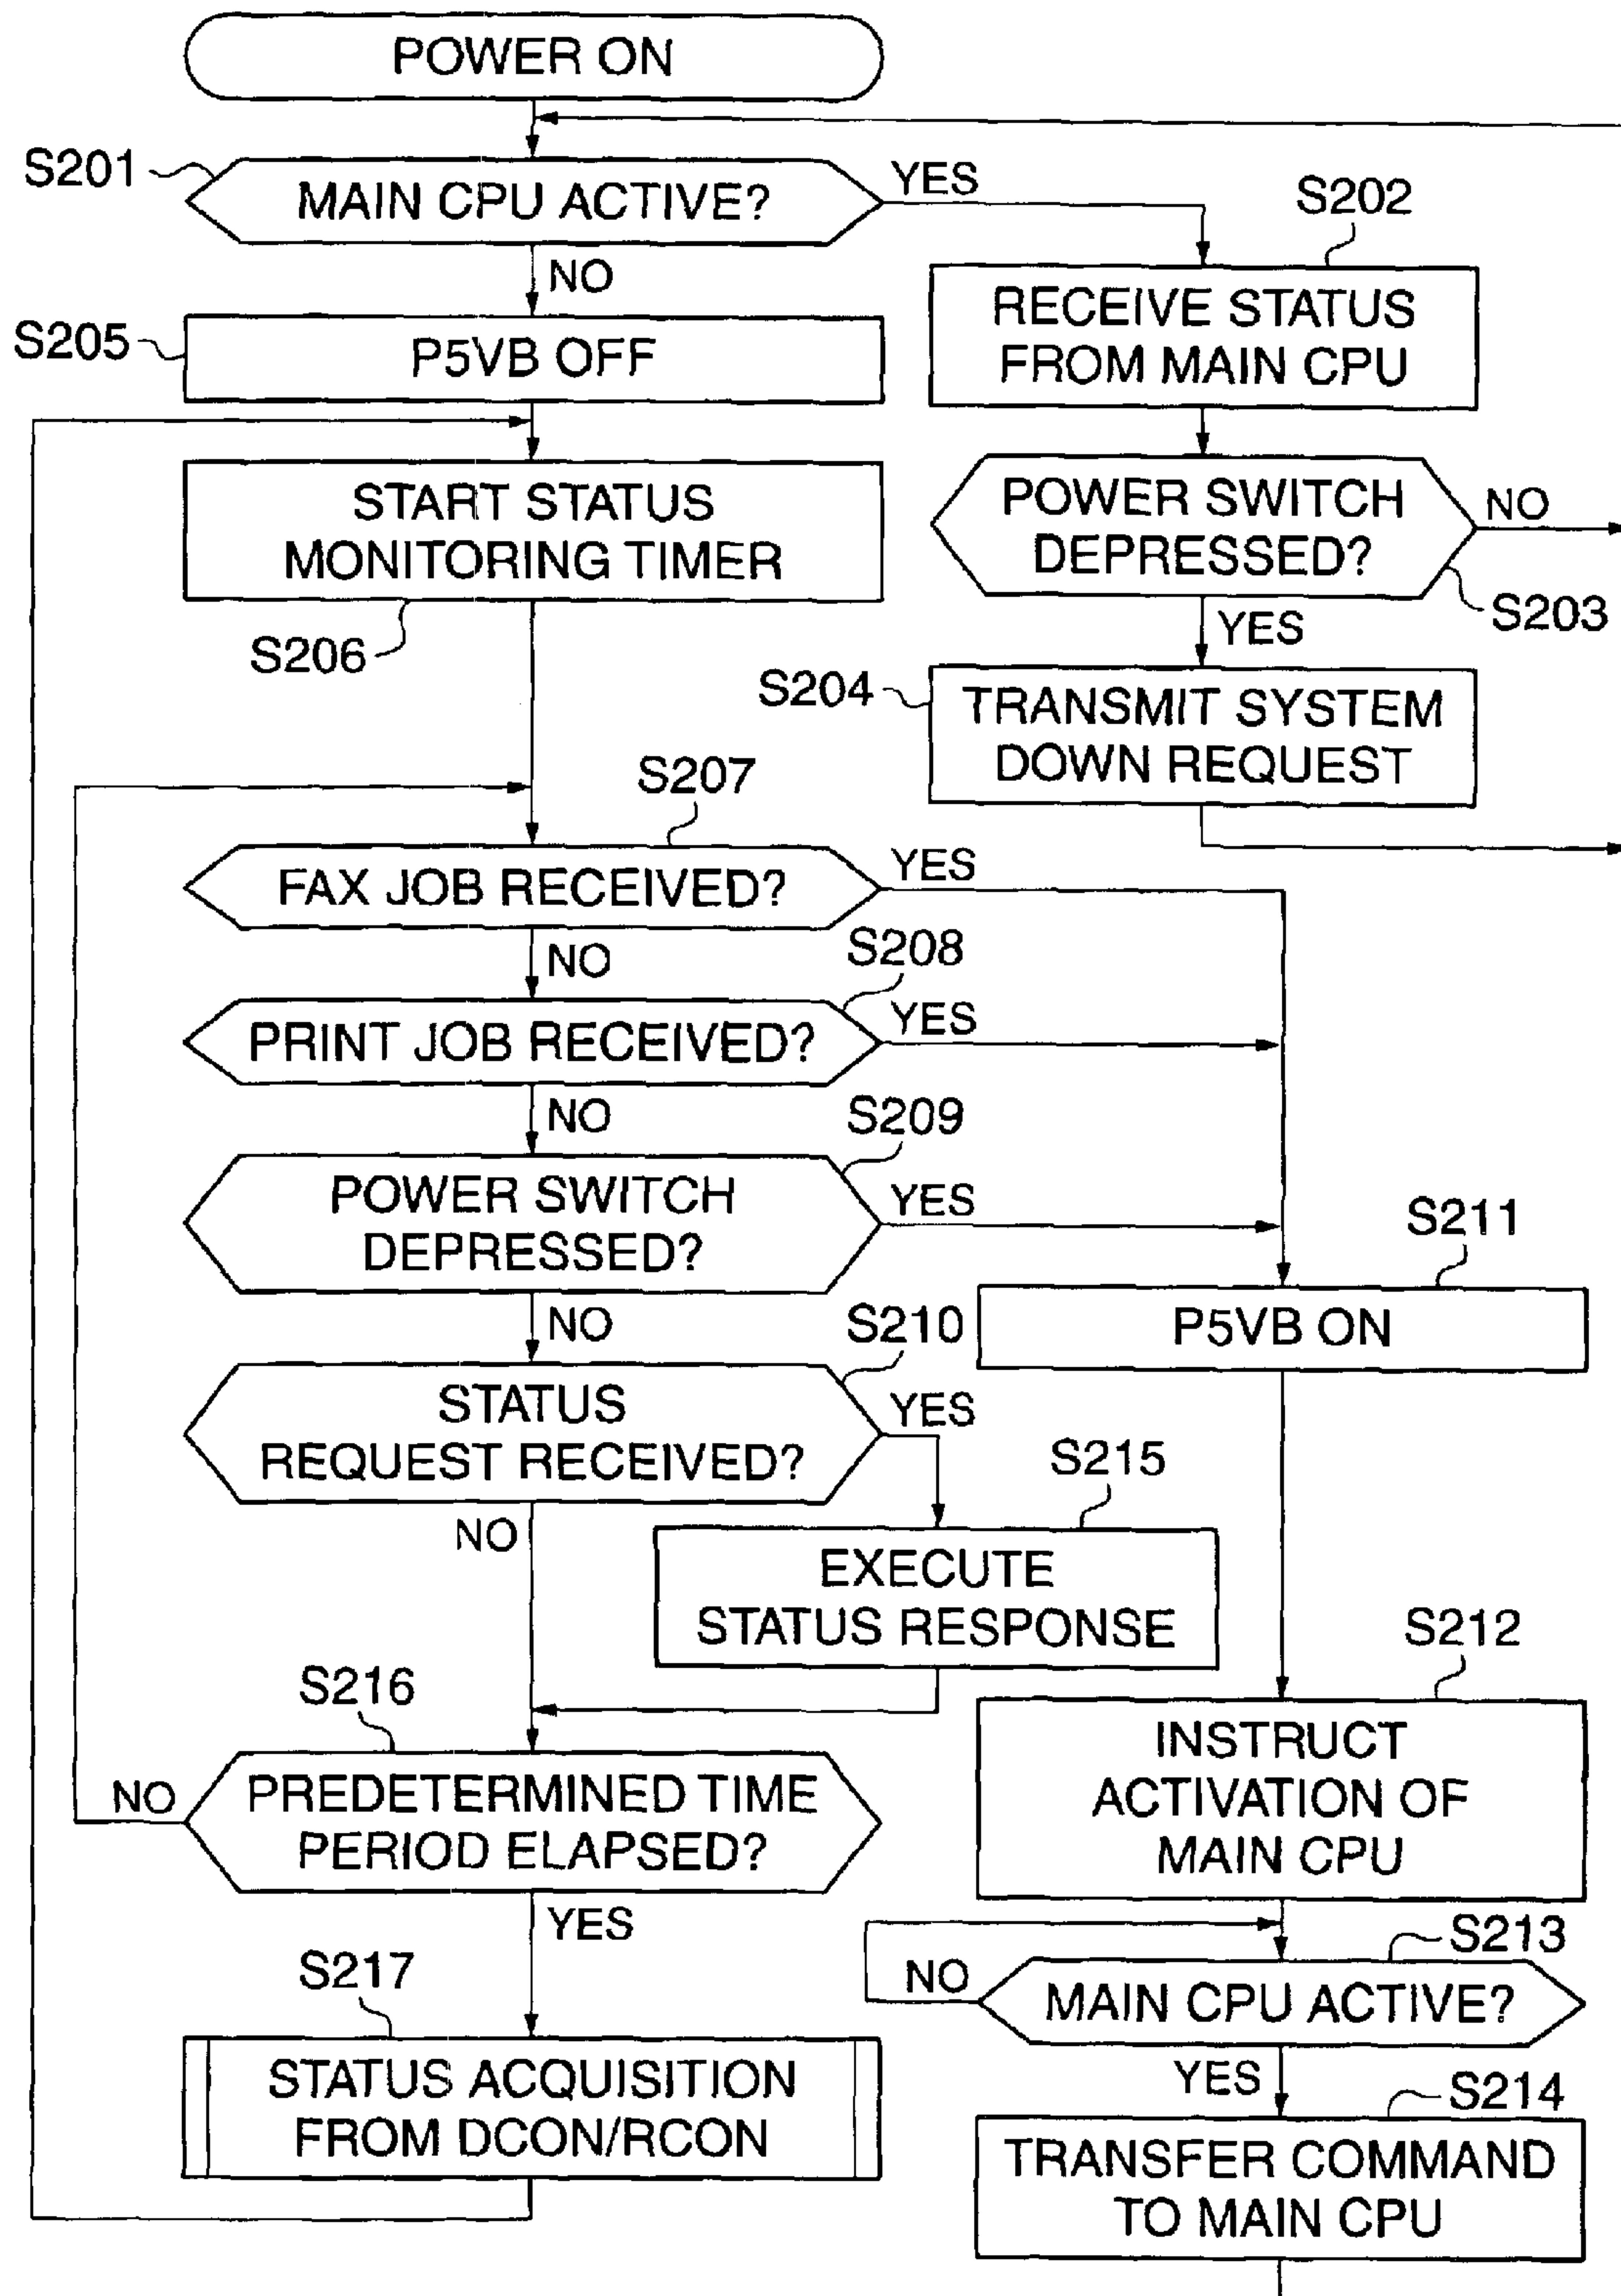 POWER ON
S201
MAIN CPU ACTIVE?
YES
NO
S202
RECEIVE STATUS
FROM MAIN CPU
S205
P5VB OFF
START STATUS
MONITORING TIMER
S206
POWER SWITCH
DEPRESSED?
NO
S203
YES
S204
TRANSMIT SYSTEM
DOWN REQUEST
S207
FAX JOB RECEIVED?
YES
NO
S208
PRINT JOB RECEIVED?
YES
NO
S209
POWER SWITCH
DEPRESSED?
YES
NO
S211
P5VB ON
S210
STATUS
REQUEST RECEIVED?
YES
NO
S215
EXECUTE
STATUS RESPONSE
S212
INSTRUCT
ACTIVATION OF
MAIN CPU
S216
PREDETERMINED TIME
PERIOD ELAPSED?
NO
YES
S213
MAIN CPU ACTIVE?
NO
YES
S217
STATUS ACQUISITION
FROM DCON/RCON
S214
TRANSFER COMMAND
TO MAIN CPU